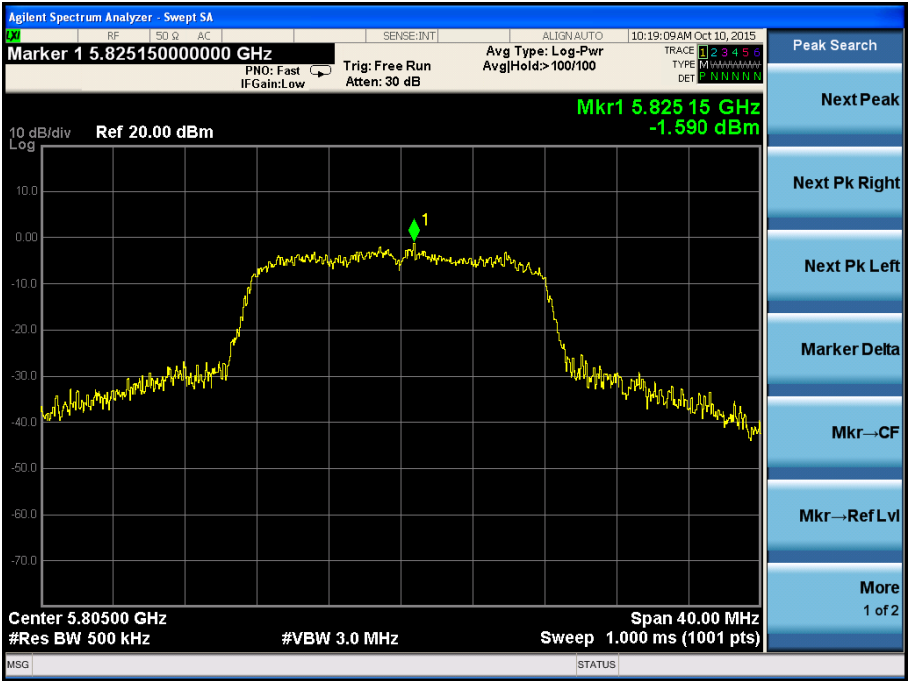 Agilent Spectrum Analyzer - Swept SA
LXI RF 50 Ω AC SENSE:INT ALIGNAUTO 10:19:09AM Oct 10, 2015
Marker 1 5.825150000000 GHz
PNO: Fast
IFGain:Low
Trig: Free Run
Atten: 30 dB
Avg Type: Log-Pwr
Avg|Hold:>100/100
TRACE 1 2 3 4 5 6
TYPE M W W W W W
DET P N N N N N
Mkr1 5.825 15 GHz
-1.590 dBm
10 dB/div Ref 20.00 dBm
Log
10.0
0.00
-10.0
-20.0
-30.0
-40.0
-50.0
-60.0
-70.0
1
Center 5.80500 GHz Span 40.00 MHz
#Res BW 500 kHz #VBW 3.0 MHz Sweep 1.000 ms (1001 pts)
MSG STATUS
Peak Search
Next Peak
Next Pk Right
Next Pk Left
Marker Delta
Mkr→CF
Mkr→Ref Lvl
More
1 of 2